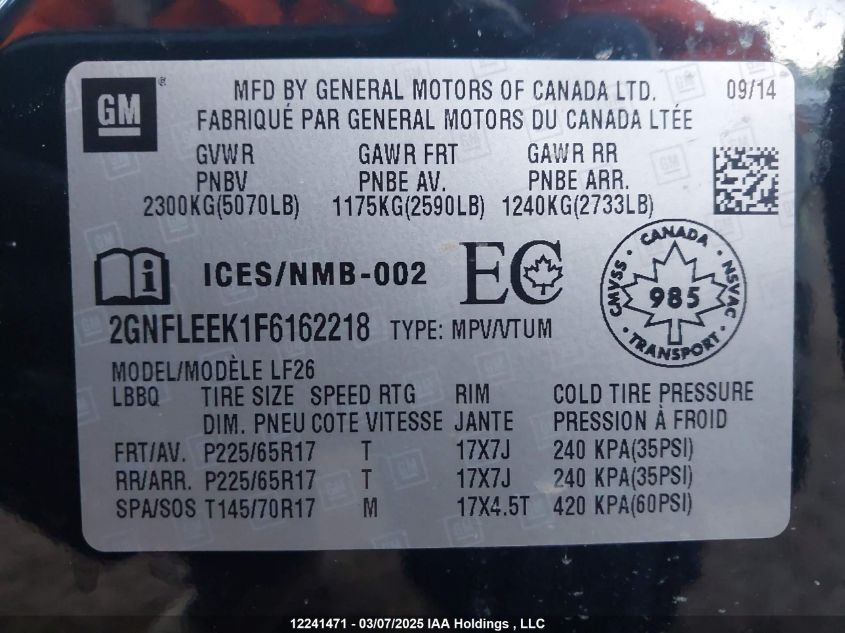 GM ®
MFD BY GENERAL MOTORS OF CANADA LTD. 09/14
FABRIQUÉ PAR GENERAL MOTORS DU CANADA LTÉE
GVWR GAWR FRT GAWR RR
PNBV PNBE AV. PNBE ARR.
2300KG(5070LB) 1175KG(2590LB) 1240KG(2733LB)
ICES/NMB-002 EC
CANADA
CMVSS 985 NSVAC
TRANSPORT
2GNFLEEK1F6162218 TYPE: MPV/VTUM
MODEL/MODÈLE LF26
LBBQ TIRE SIZE SPEED RTG RIM COLD TIRE PRESSURE
DIM. PNEU COTE VITESSE JANTE PRESSION À FROID
FRT/AV. P225/65R17 T 17X7J 240 KPA(35PSI)
RR/ARR. P225/65R17 T 17X7J 240 KPA(35PSI)
SPA/SOS T145/70R17 M 17X4.5T 420 KPA(60PSI)
12241471 - 03/07/2025 IAA Holdings , LLC